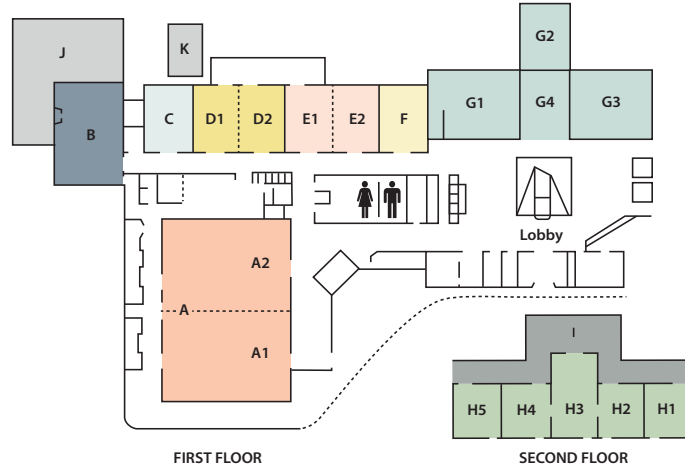 G2
J
K
G1
G4
G3
C
D1
D2
E1
E2
F
B
Lobby
A2
A
A1
I
H5
H4
H3
H2
H1
FIRST FLOOR
SECOND FLOOR